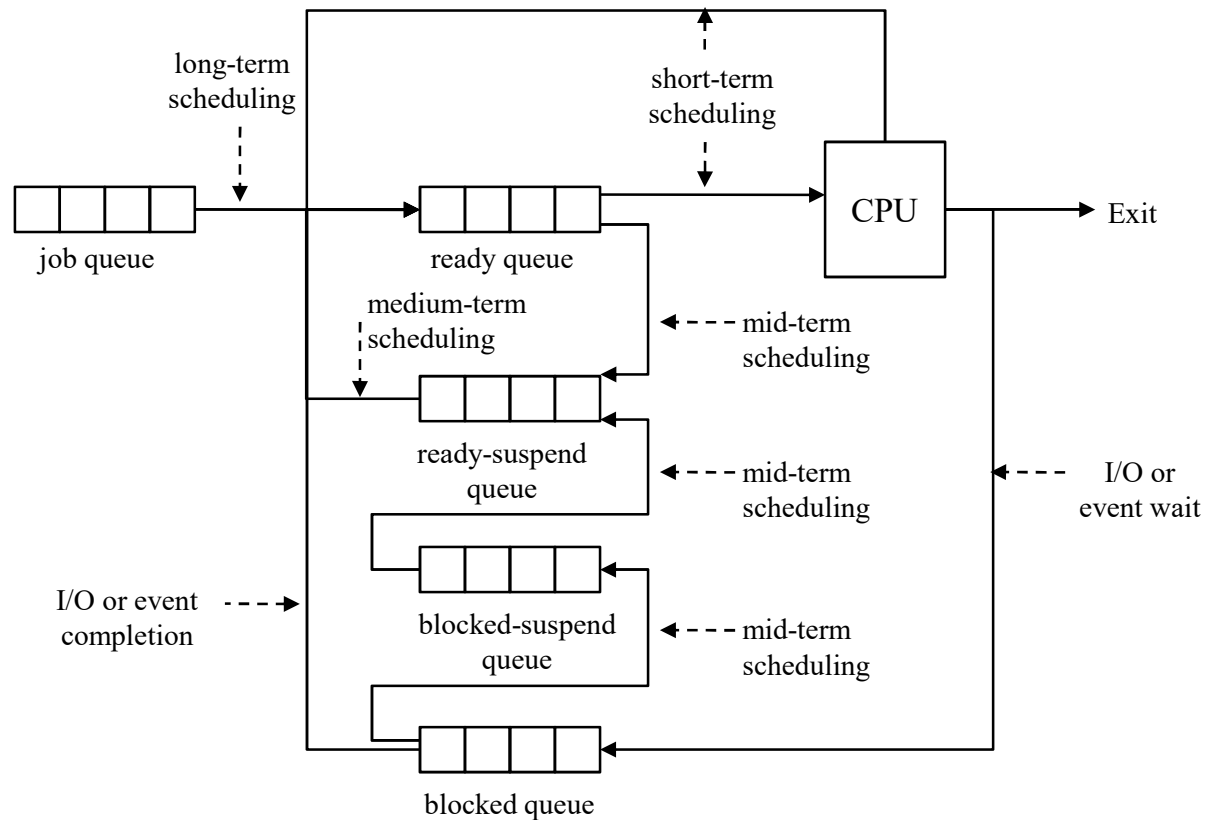 long-term
scheduling
short-term
scheduling
CPU
Exit
job queue
ready queue
medium-term
scheduling
mid-term
scheduling
ready-suspend
queue
mid-term
scheduling
I/O or
event wait
I/O or event
completion
blocked-suspend
queue
mid-term
scheduling
blocked queue